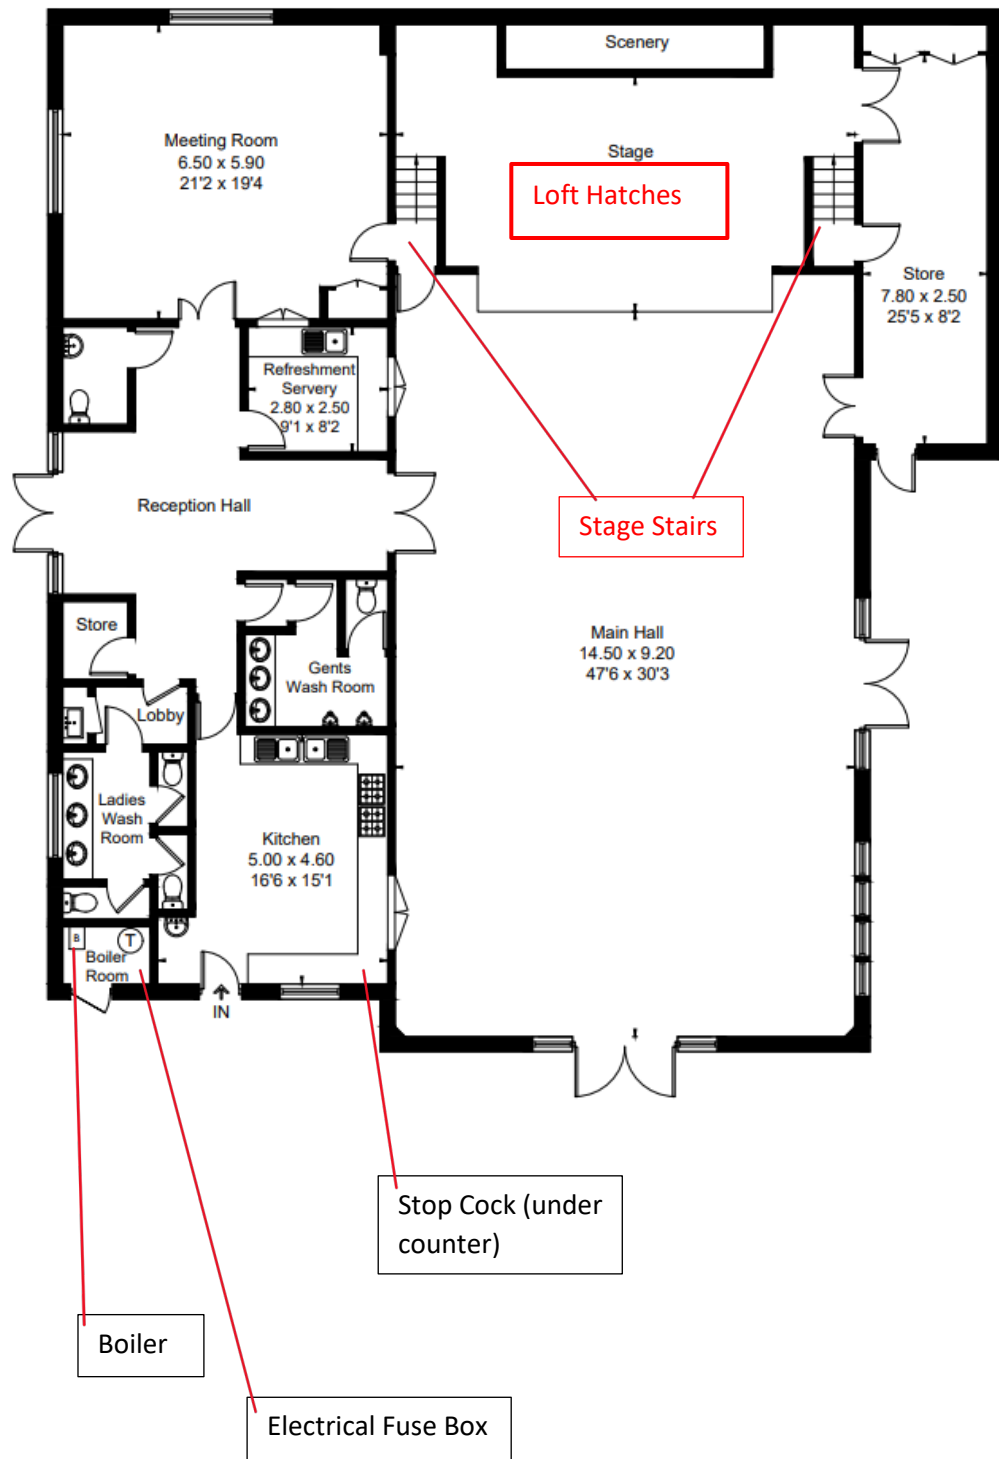 Scenery
Meeting Room
6.50 x 5.90
21'2 x 19'4
Stage
Loft Hatches
Store
7.80 x 2.50
25'5 x 8'2
Refreshment
Servery
2.80 x 2.50
9'1 x 8'2
Reception Hall
Stage Stairs
Store
Main Hall
14.50 x 9.20
47'6 x 30'3
Gents
Wash Room
Lobby
Ladies
Wash
Room
Kitchen
5.00 x 4.60
16'6 x 15'1
B
T
Boiler
Room
IN
Stop Cock (under
counter)
Boiler
Electrical Fuse Box